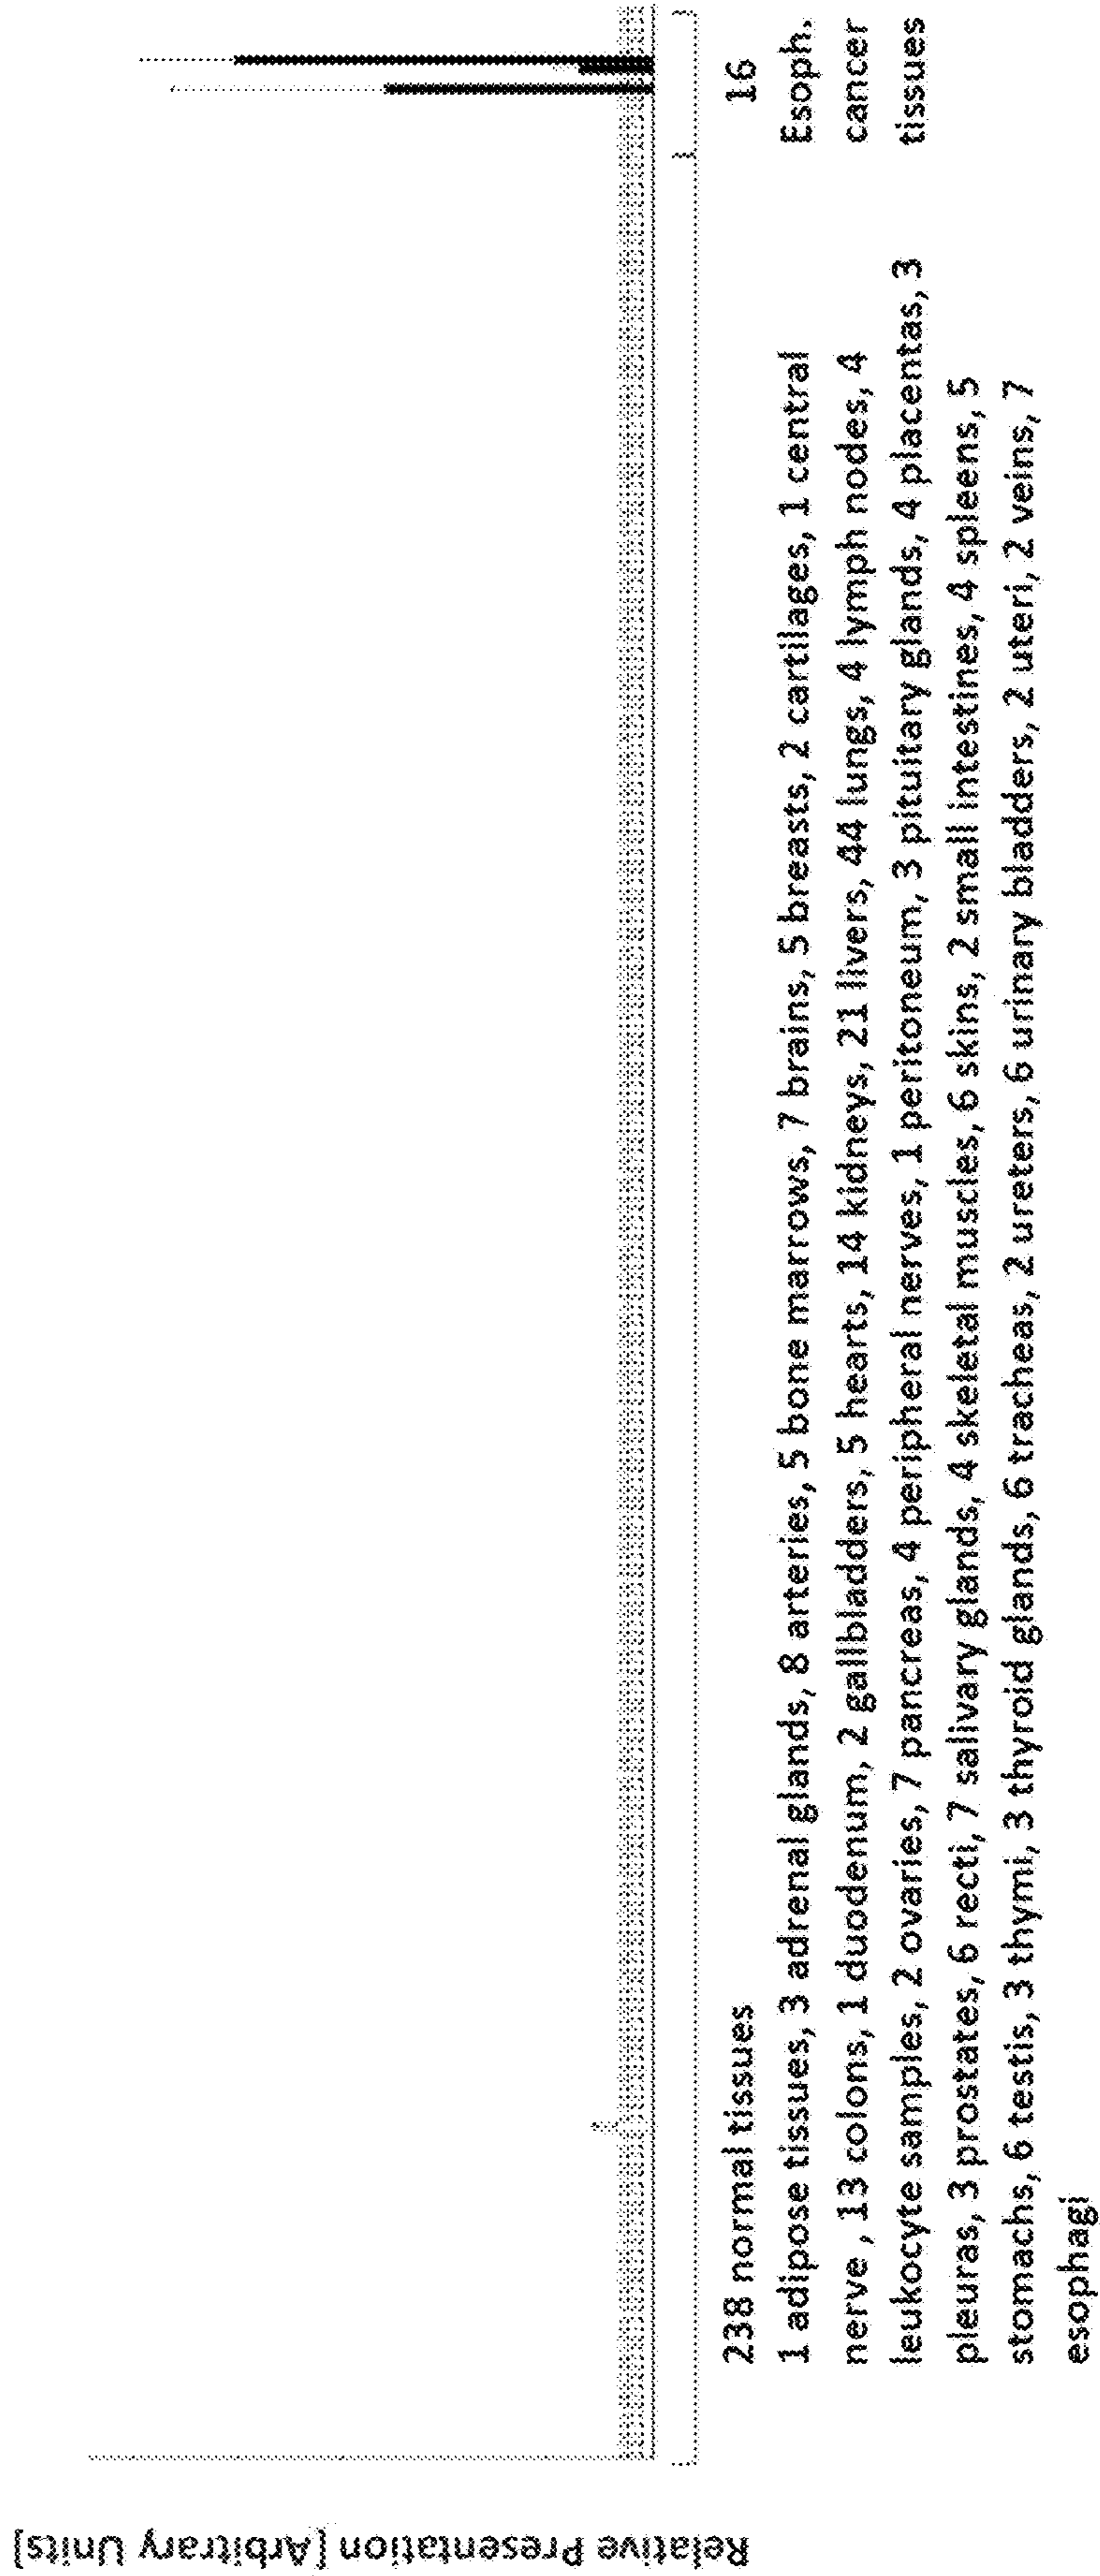 Relative Presentation [Arbitrary Units]
238 normal tissues
1 adipose tissues, 3 adrenal glands, 8 arteries, 5 bone marrows, 7 brains, 5 breasts, 2 cartilages, 1 central
nerve , 13 colons, 1 duodenum, 2 gallbladders, 5 hearts, 14 kidneys, 21 livers, 44 lungs, 4 lymph nodes, 4
leukocyte samples, 2 ovaries, 7 pancreas, 4 peripheral nerves, 1 peritoneum, 3 pituitary glands, 4 placentas, 3
pleuras, 3 prostates, 6 recti, 7 salivary glands, 4 skeletal muscles, 6 skins, 2 small intestines, 4 spleens, 5
stomachs, 6 testis, 3 thymi, 3 thyroid glands, 6 tracheas, 2 ureters, 6 urinary bladders, 2 uteri, 2 veins, 7
esophagi
16
Esoph.
cancer
tissues